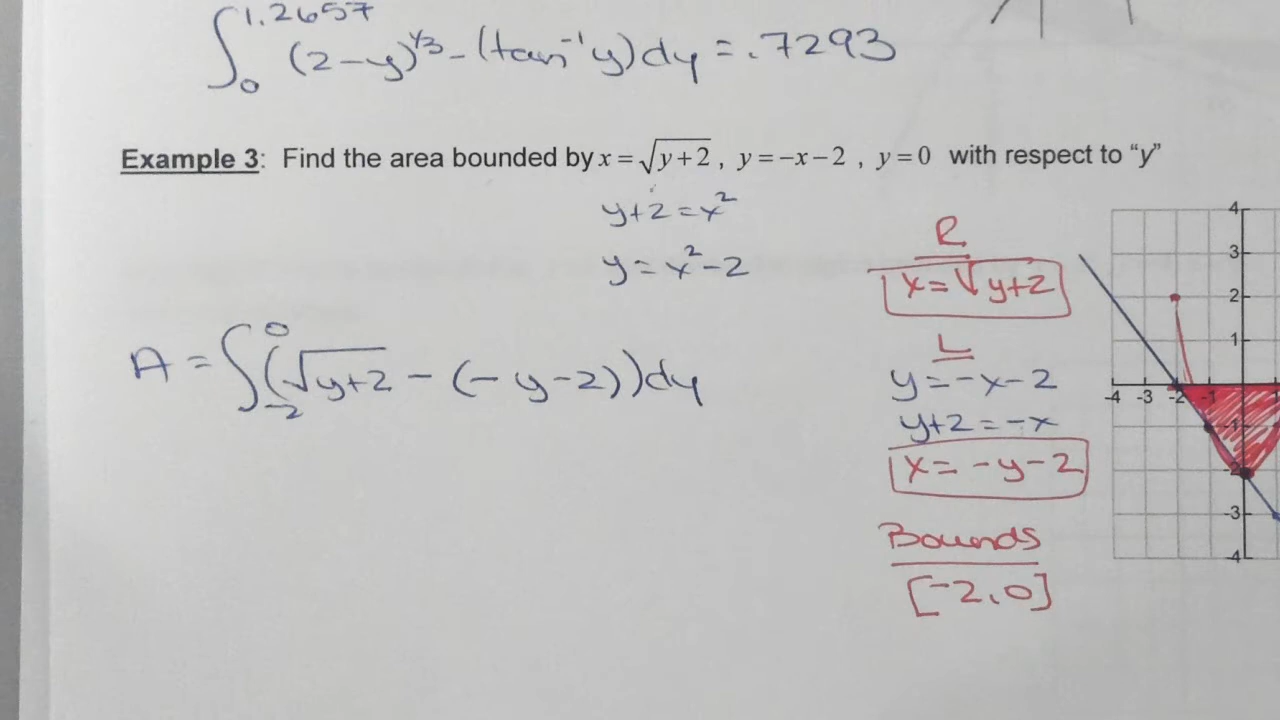 ∫₀^1.2657 (2-y)^1/3 - (tan⁻¹y)dy = .7293
Example 3: Find the area bounded by x = √(y+2) , y = −x − 2 , y = 0 with respect to “y”
y+2 = x²
y = x²-2
A = ∫₋₂⁰ (√(y+2) - (-y-2))dy
R
x = √(y+2)
L
y = -x-2
y+2 = -x
x = -y-2
Bounds
[-2,0]
4
3
2
1
-4 -3 -2 -1
-1
-2
-3
-4